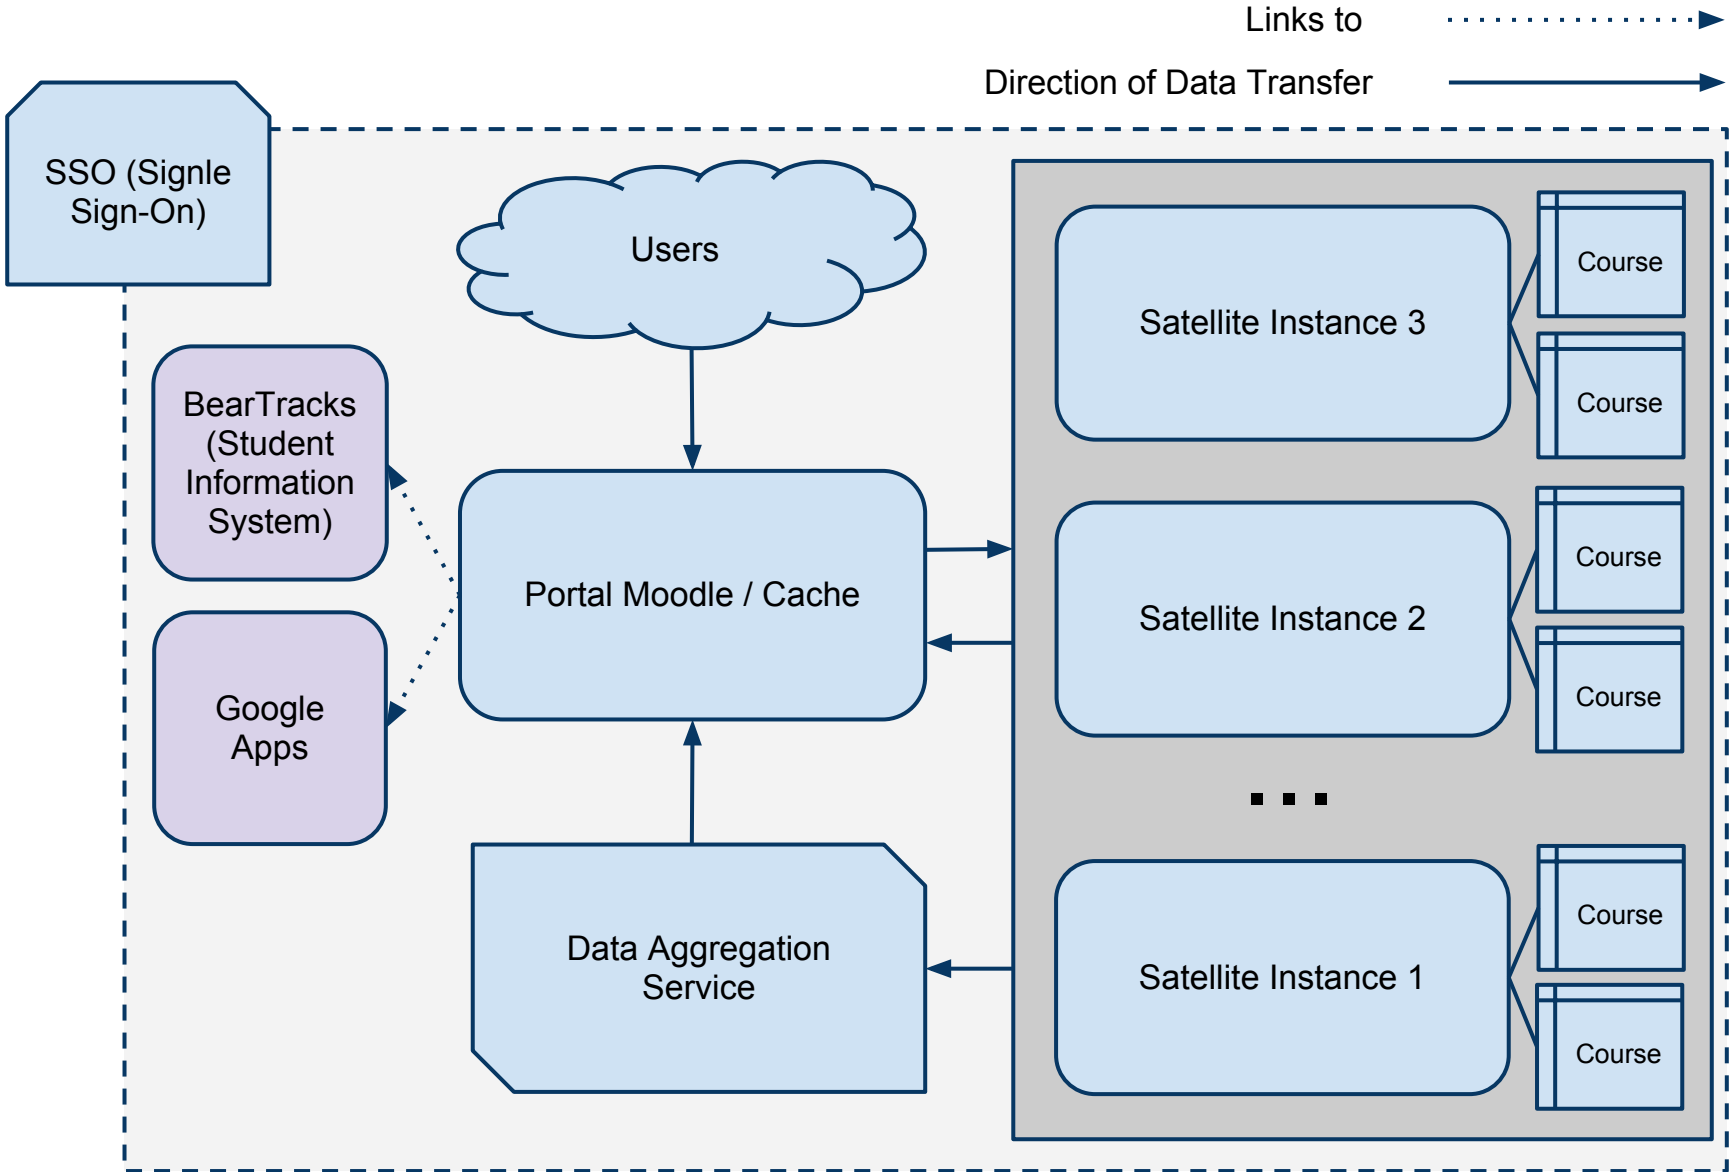 Links to
Direction of Data Transfer
SSO (Signle
Sign-On)
Users
BearTracks
(Student
Information
System)
Google
Apps
Portal Moodle / Cache
Data Aggregation
Service
Satellite Instance 3
Course
Course
Satellite Instance 2
Course
Course
...
Satellite Instance 1
Course
Course